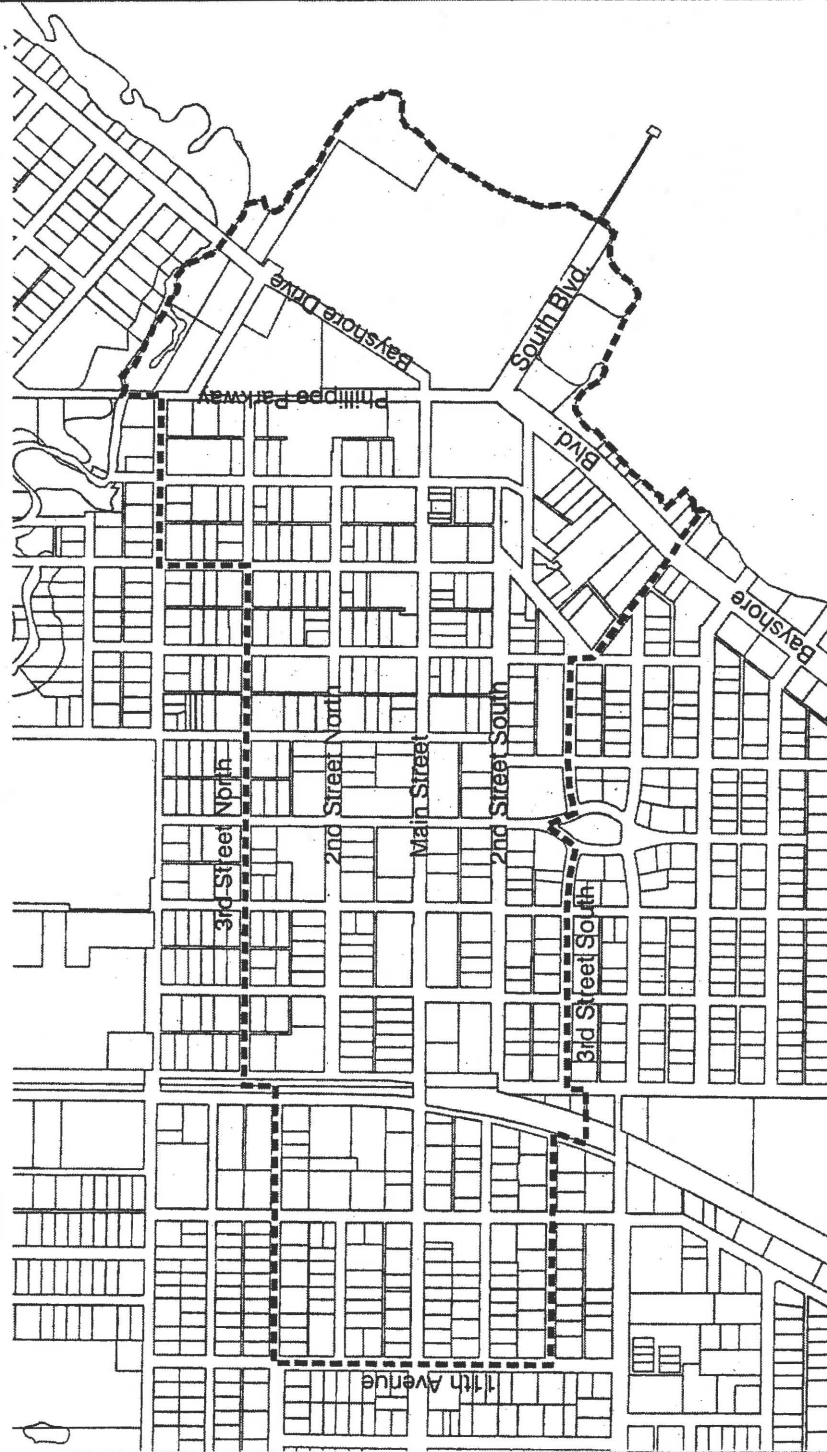 Bayshore Drive
South Blvd.
Phillippe Parkway
Blvd.
Bayshore
3rd Street North
2nd Street North
Main Street
2nd Street South
3rd Street South
11th Avenue